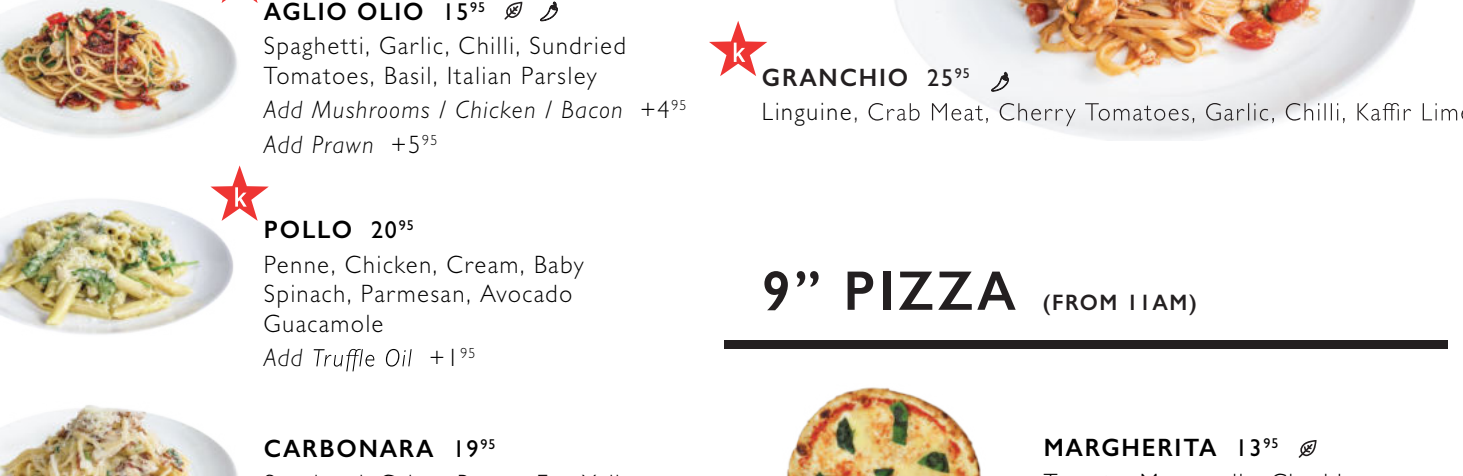 AGLIO OLIO 15⁹⁵
Spaghetti, Garlic, Chilli, Sundried
Tomatoes, Basil, Italian Parsley
Add Mushrooms / Chicken / Bacon +4⁹⁵
Add Prawn +5⁹⁵
k
POLLO 20⁹⁵
Penne, Chicken, Cream, Baby
Spinach, Parmesan, Avocado
Guacamole
Add Truffle Oil +1⁹⁵
CARBONARA 19⁹⁵
k
GRANCHIO 25⁹⁵
Linguine, Crab Meat, Cherry Tomatoes, Garlic, Chilli, Kaffir Lim
9” PIZZA (FROM 11AM)
MARGHERITA 13⁹⁵